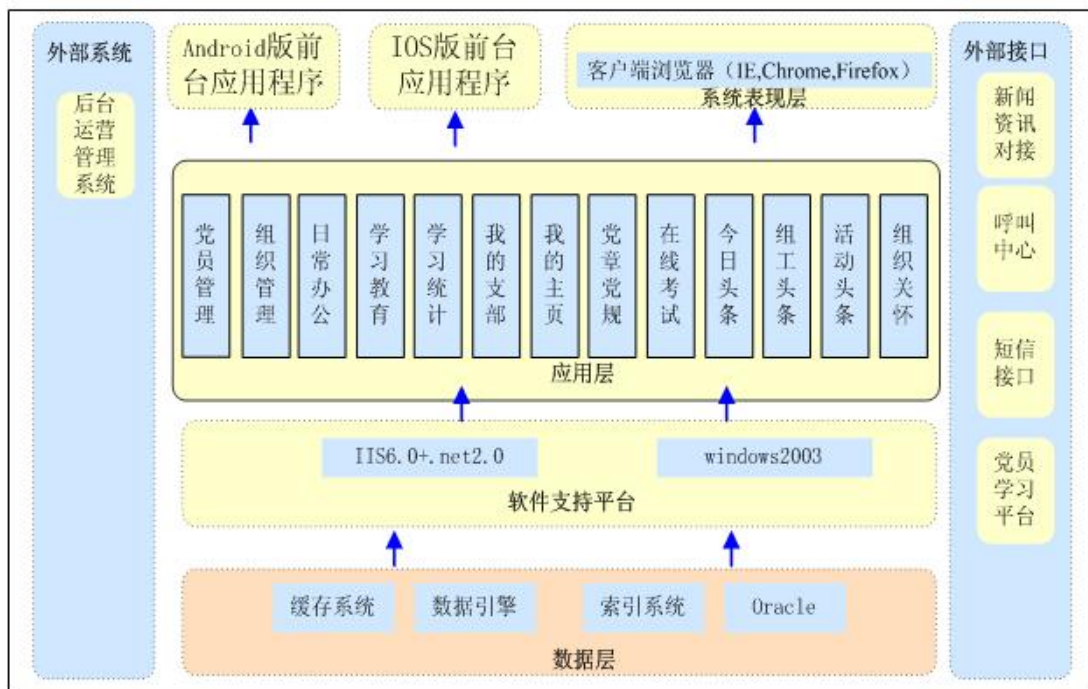 外部系统
后台
运营
管理
系统
Android版前
台应用程序
IOS版前台
应用程序
客户端浏览器（IE,Chrome,Firefox）
系统表现层
外部接口
新闻
资讯
对接
呼叫
中心
短信
接口
党员
学习
平台
党员管理
组织管理
日常办公
学习教育
学习统计
我的支部
我的主页
党章党规
在线考试
今日头条
组工头条
活动头条
组织关怀
应用层
IIS6.0+.net2.0
windows2003
软件支持平台
缓存系统
数据引擎
索引系统
Oracle
数据层